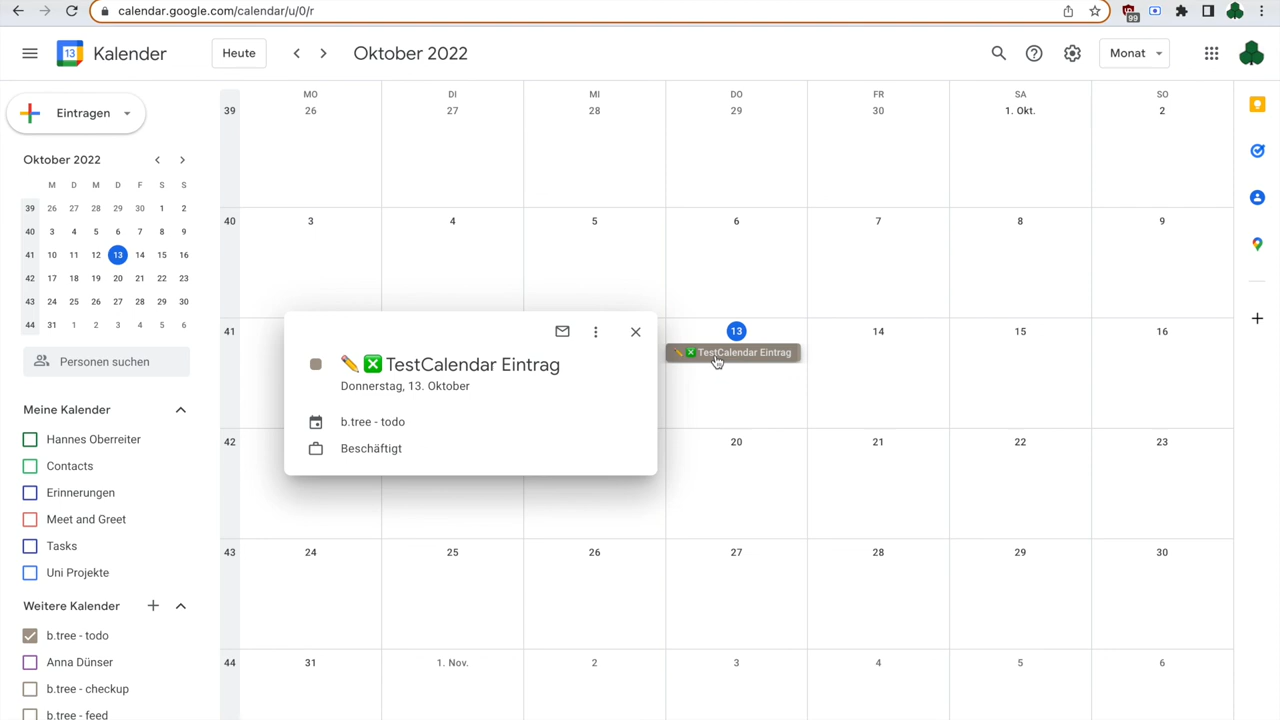 calendar.google.com/calendar/u/0/r
99
13 Kalender Heute Oktober 2022 Monat
Eintragen
Oktober 2022
M D M D F S S
39 26 27 28 29 30 1 2
40 3 4 5 6 7 8 9
41 10 11 12 13 14 15 16
42 17 18 19 20 21 22 23
43 24 25 26 27 28 29 30
44 31 1 2 3 4 5 6
Personen suchen
Meine Kalender
Hannes Oberreiter
Contacts
Erinnerungen
Meet and Greet
Tasks
Uni Projekte
Weitere Kalender
b.tree - todo
Anna Dünser
b.tree - checkup
b.tree - feed
MO DI MI DO FR SA SO
39 26 27 28 29 30 1. Okt. 2
40 3 4 5 6 7 8 9
41 13 14 15 16
✏️❎ TestCalendar Eintrag
✏️❎ TestCalendar Eintrag
Donnerstag, 13. Oktober
b.tree - todo
Beschäftigt
42 20 21 22 23
43 24 25 26 27 28 29 30
44 31 1. Nov. 2 3 4 5 6